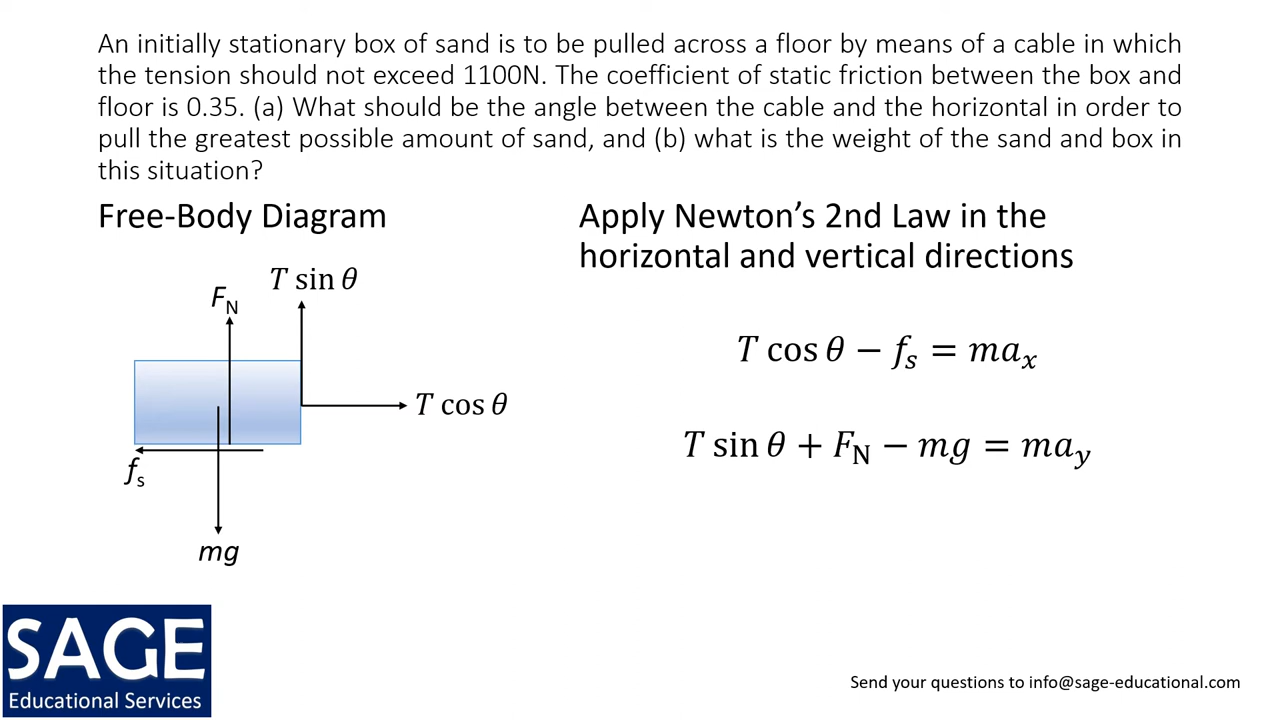 An initially stationary box of sand is to be pulled across a floor by means of a cable in which
the tension should not exceed 1100N. The coefficient of static friction between the box and
floor is 0.35. (a) What should be the angle between the cable and the horizontal in order to
pull the greatest possible amount of sand, and (b) what is the weight of the sand and box in
this situation?
Free-Body Diagram
T sin θ
F_N
T cos θ
f_s
mg
Apply Newton's 2nd Law in the
horizontal and vertical directions
T cos θ − f_s = ma_x
T sin θ + F_N − mg = ma_y
SAGE
Educational Services
Send your questions to info@sage-educational.com